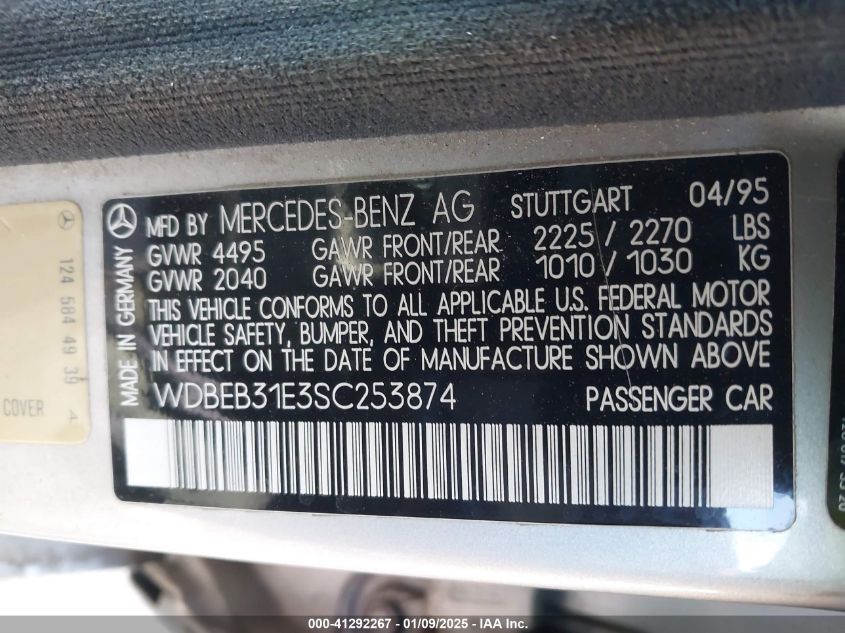 MFD BY MERCEDES-BENZ AG STUTTGART 04/95
GVWR 4495 GAWR FRONT/REAR 2225 / 2270 LBS
GVWR 2040 GAWR FRONT/REAR 1010 / 1030 KG
THIS VEHICLE CONFORMS TO ALL APPLICABLE U.S. FEDERAL MOTOR
VEHICLE SAFETY, BUMPER, AND THEFT PREVENTION STANDARDS
IN EFFECT ON THE DATE OF MANUFACTURE SHOWN ABOVE
WDBEB31E3SC253874 PASSENGER CAR
MADE IN GERMANY
124 584 49 39 4
COVER
000-41292267 - 01/09/2025 - IAA Inc.